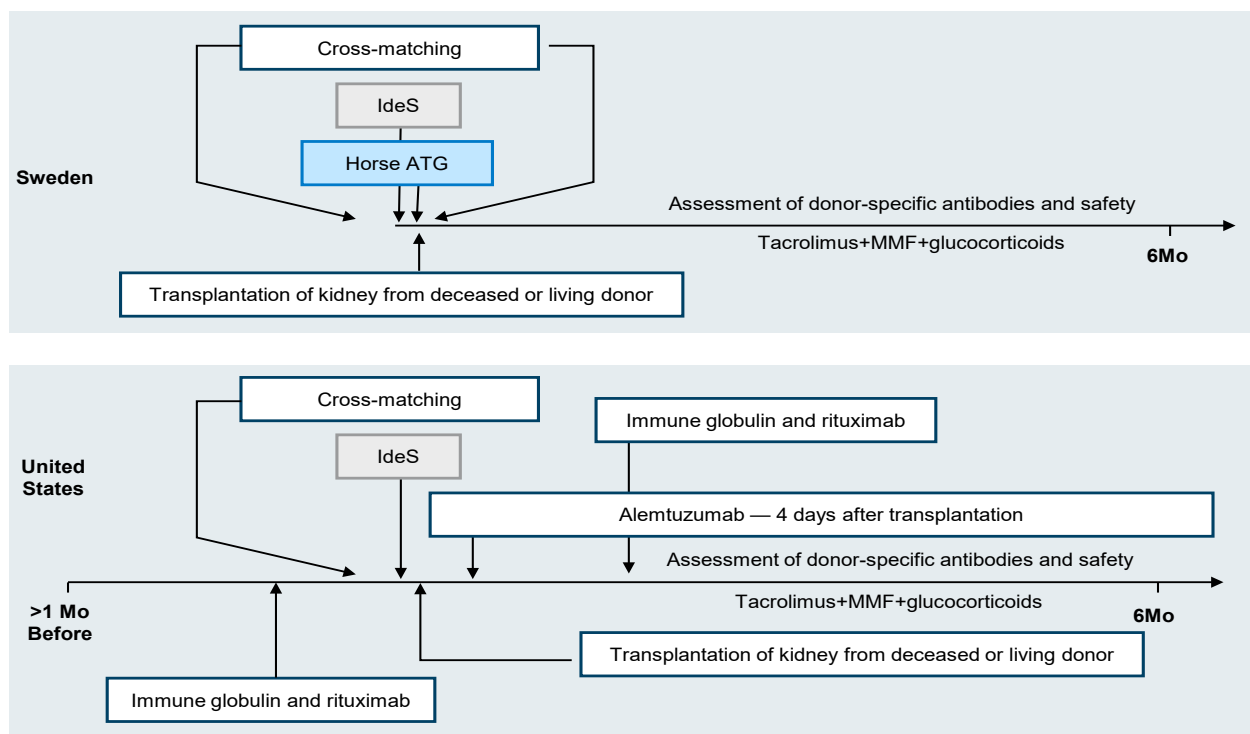 Cross-matching
IdeS
Horse ATG
Sweden
Assessment of donor-specific antibodies and safety
Tacrolimus+MMF+glucocorticoids
6Mo
Transplantation of kidney from deceased or living donor
Cross-matching
Immune globulin and rituximab
IdeS
United
States
Alemtuzumab — 4 days after transplantation
Assessment of donor-specific antibodies and safety
>1 Mo
Before
Tacrolimus+MMF+glucocorticoids
6Mo
Transplantation of kidney from deceased or living donor
Immune globulin and rituximab